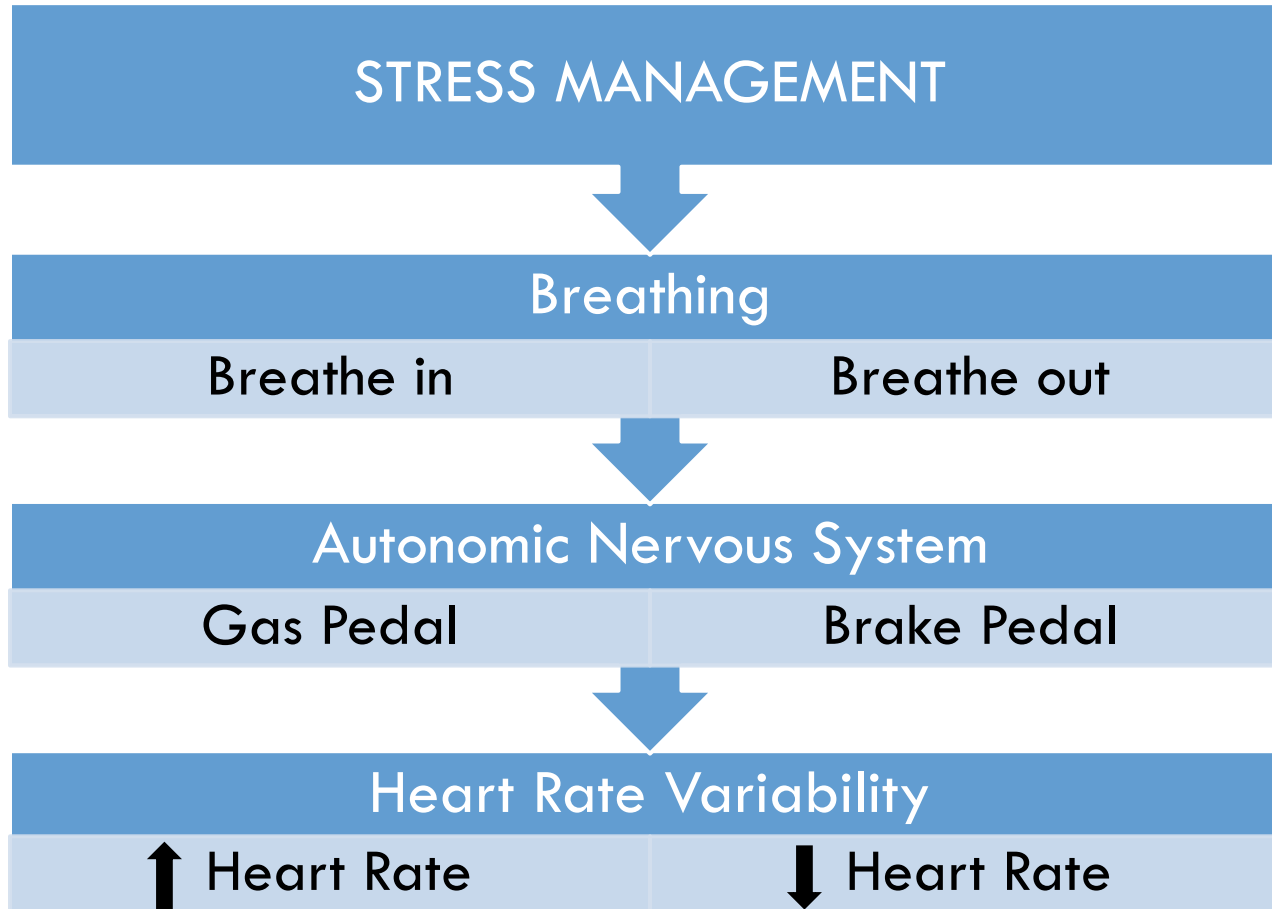 STRESS MANAGEMENT
Breathing
Breathe in
Breathe out
Autonomic Nervous System
Gas Pedal
Brake Pedal
Heart Rate Variability
Heart Rate
Heart Rate